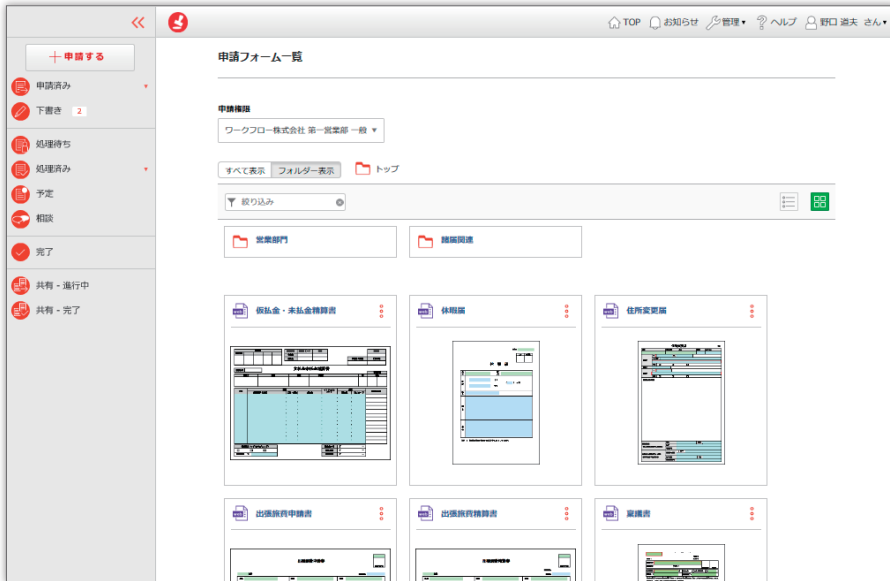 TOP お知らせ 管理 ヘルプ 野口 道夫 さん
申請する
申請済み
下書き 2
処理待ち
処理済み
予定
相談
完了
共有 - 進行中
共有 - 完了
申請フォーム一覧
申請権限
ワークフロー株式会社 第一営業部 一般
すべて表示 フォルダー表示 トップ
絞り込み
営業部門 諸届関連
仮払金・未払金精算書 休暇届 住所変更届
出張旅費申請書 出張旅費精算書 稟議書